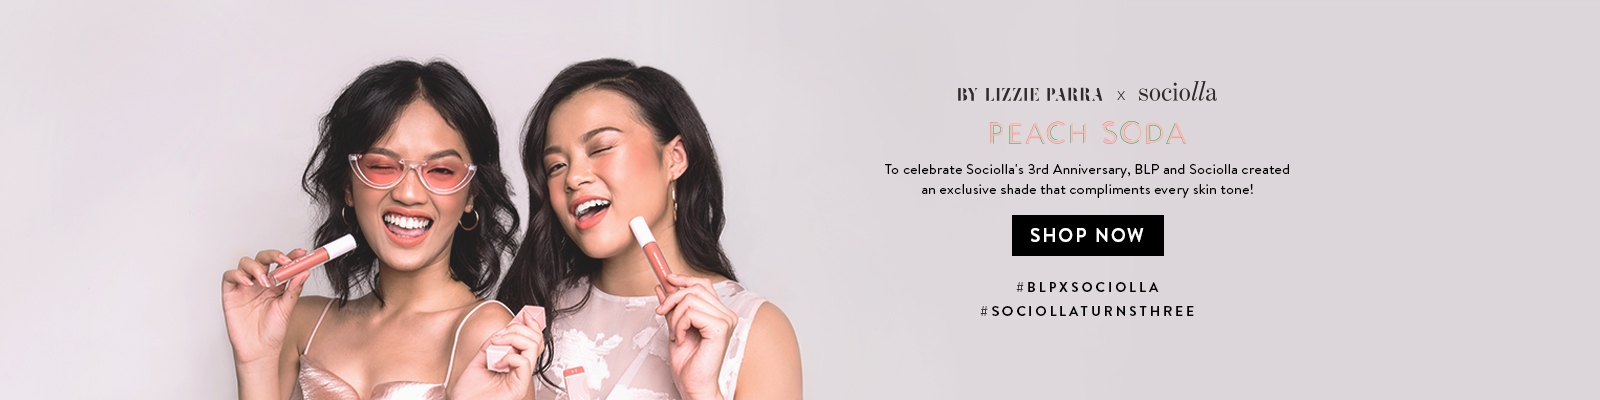 BY LIZZIE PARRA x sociolla
PEACH SODA
To celebrate Sociolla's 3rd Anniversary, BLP and Sociolla created
an exclusive shade that compliments every skin tone!
SHOP NOW
#BLPXSOCIOLLA
#SOCIOLLATURNSTHREE